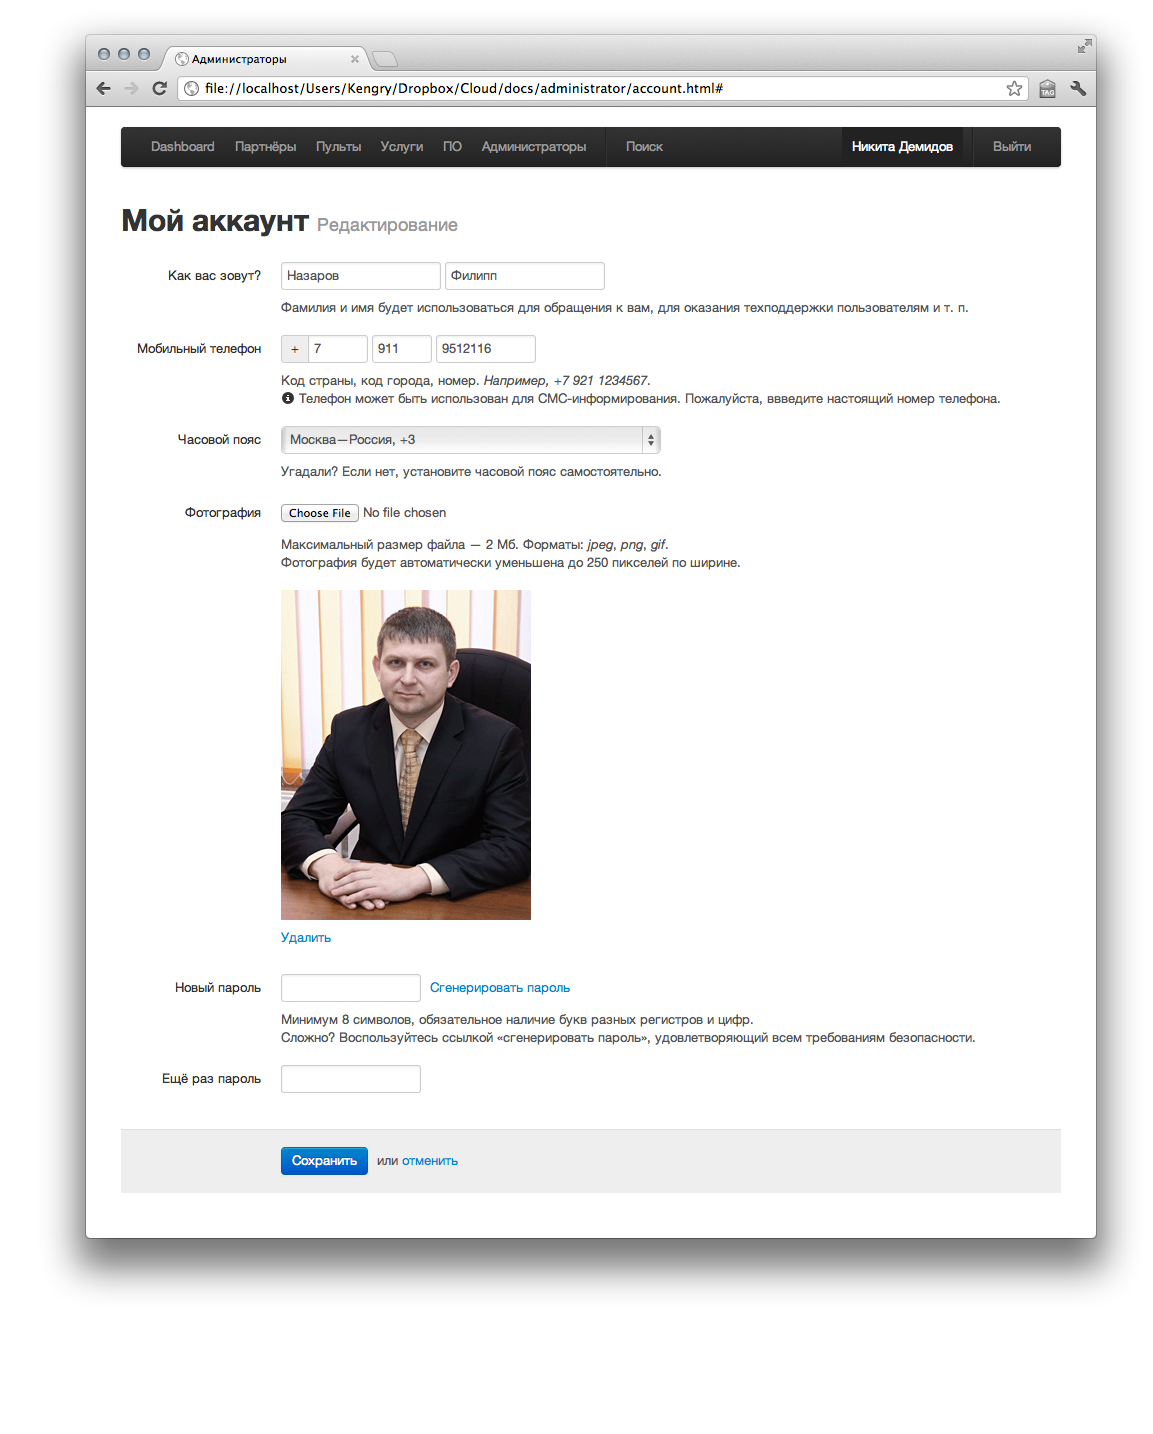 Администраторы
file://localhost/Users/Kengry/Dropbox/Cloud/docs/administrator/account.html#
TAG
Dashboard Партнёры Пульты Услуги ПО Администраторы Поиск Никита Демидов Выйти
Мой аккаунт Редактирование
Как вас зовут? Назаров Филипп
Фамилия и имя будет использоваться для обращения к вам, для оказания техподдержки пользователям и т. п.
Мобильный телефон + 7 911 9512116
Код страны, код города, номер. Например, +7 921 1234567.
Телефон может быть использован для СМС-информирования. Пожалуйста, ввведите настоящий номер телефона.
Часовой пояс Москва—Россия, +3
Угадали? Если нет, установите часовой пояс самостоятельно.
Фотография Choose File No file chosen
Максимальный размер файла — 2 Мб. Форматы: jpeg, png, gif.
Фотография будет автоматически уменьшена до 250 пикселей по ширине.
Удалить
Новый пароль Сгенерировать пароль
Минимум 8 символов, обязательное наличие букв разных регистров и цифр.
Сложно? Воспользуйтесь ссылкой «сгенерировать пароль», удовлетворяющий всем требованиям безопасности.
Ещё раз пароль
Сохранить или отменить